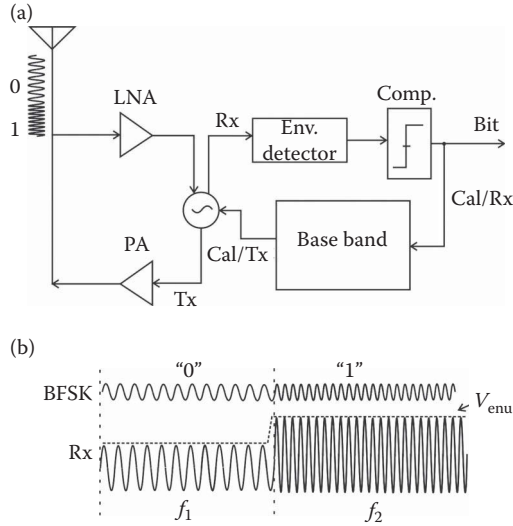 (a)
0
1
LNA
Rx
Env.
detector
Comp.
Bit
Cal/Rx
PA
Cal/Tx
Base band
Tx
(b)
"0"
"1"
BFSK
V_enu
Rx
f_1
f_2